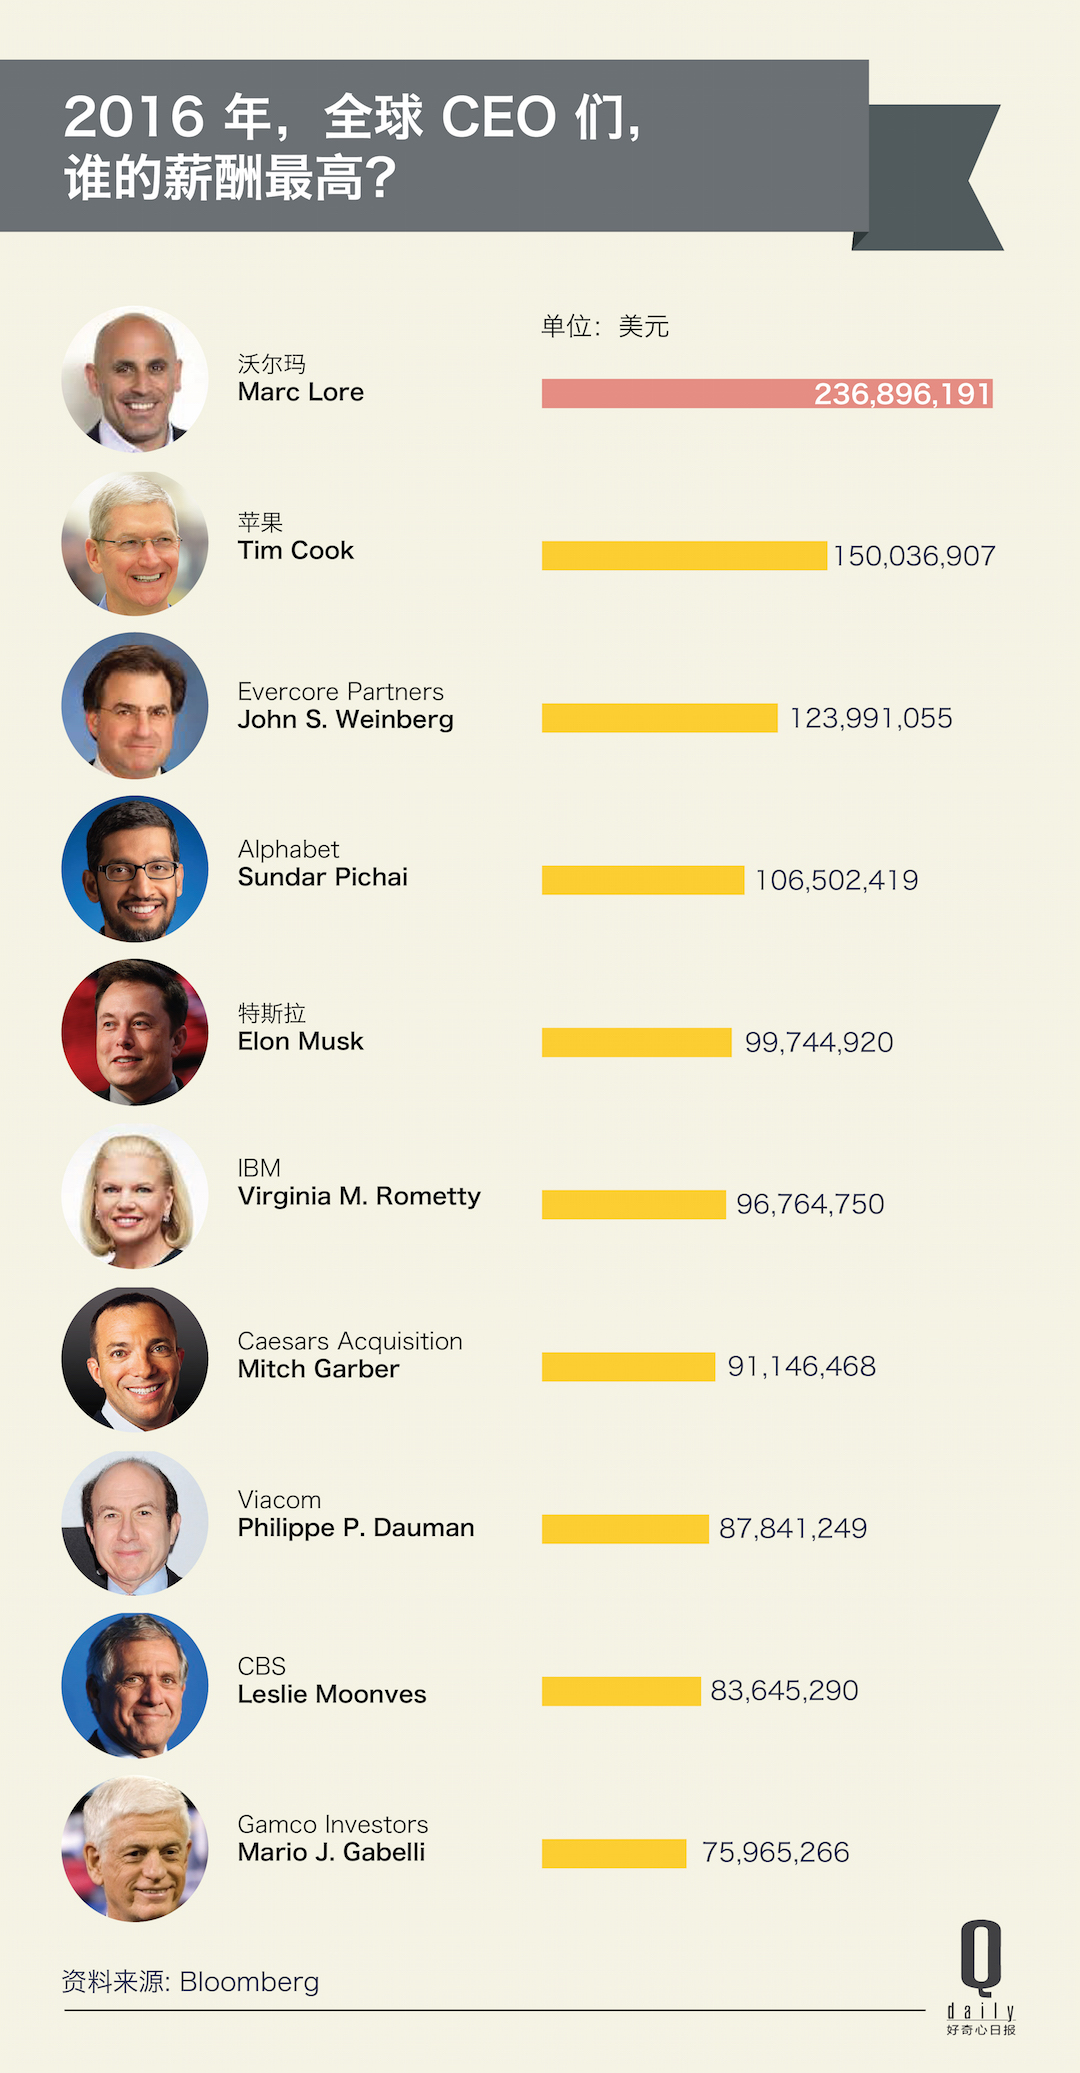 2016 年，全球 CEO 们，
谁的薪酬最高？
单位：美元
沃尔玛
Marc Lore
236,896,191
苹果
Tim Cook
150,036,907
Evercore Partners
John S. Weinberg
123,991,055
Alphabet
Sundar Pichai
106,502,419
特斯拉
Elon Musk
99,744,920
IBM
Virginia M. Rometty
96,764,750
Caesars Acquisition
Mitch Garber
91,146,468
Viacom
Philippe P. Dauman
87,841,249
CBS
Leslie Moonves
83,645,290
Gamco Investors
Mario J. Gabelli
75,965,266
资料来源: Bloomberg
Q
daily
好奇心日报